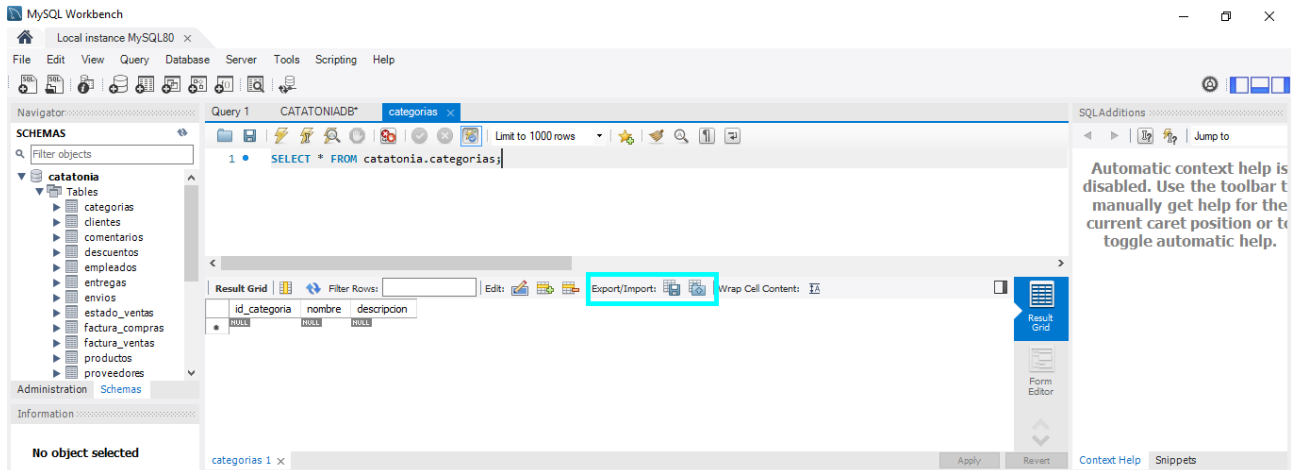 MySQL Workbench
Local instance MySQL80
File Edit View Query Database Server Tools Scripting Help
Navigator
SCHEMAS
Filter objects
catatonia
Tables
categorias
clientes
comentarios
descuentos
empleados
entregas
envios
estado_ventas
factura_compras
factura_ventas
productos
proveedores
Administration Schemas
Information
No object selected
Query 1 CATATONIADB* categorias
Limit to 1000 rows
1 SELECT * FROM catatonia.categorias;
Result Grid Filter Rows: Edit: Export/Import: Wrap Cell Content:
id_categoria nombre descripcion
NULL NULL NULL
Result
Grid
Form
Editor
categorias 1
Apply Revert
SQLAdditions
Jump to
Automatic context help is
disabled. Use the toolbar t
manually get help for the
current caret position or to
toggle automatic help.
Context Help Snippets